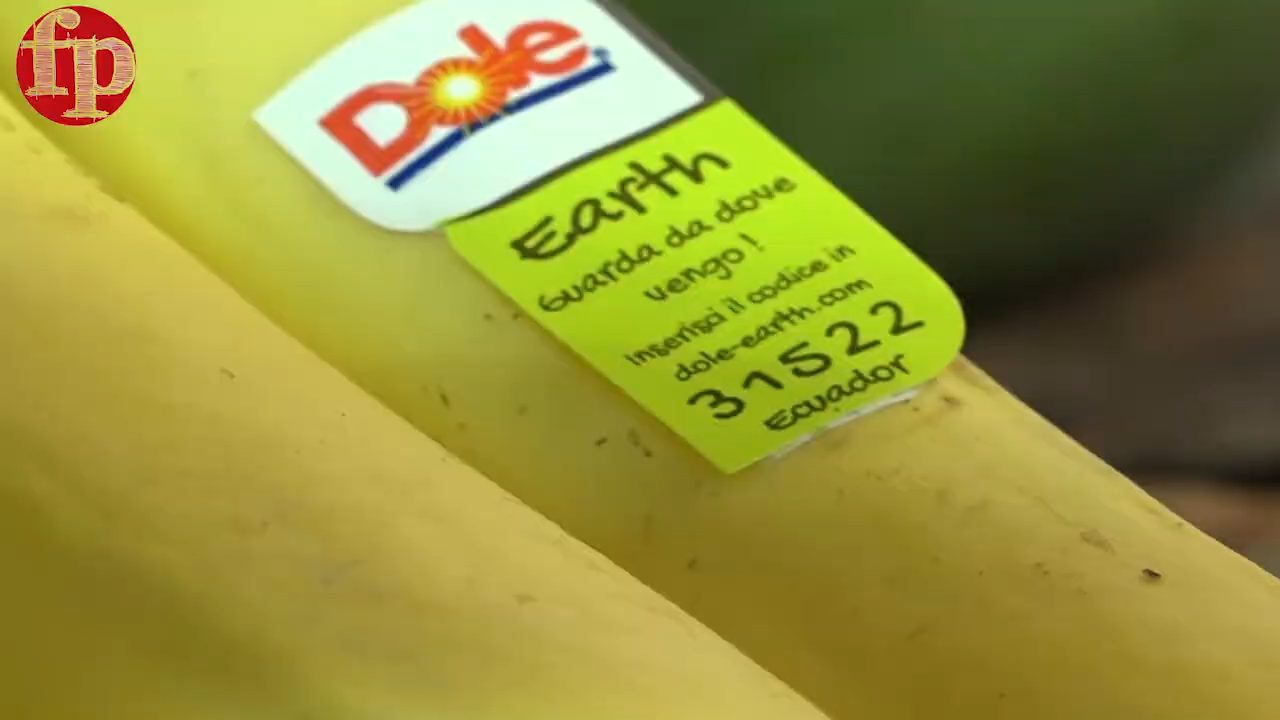 fp
Dole
Earth
Guarda da dove
vengo !
Inserisci il codice in
dole-earth.com
31522
Ecuador